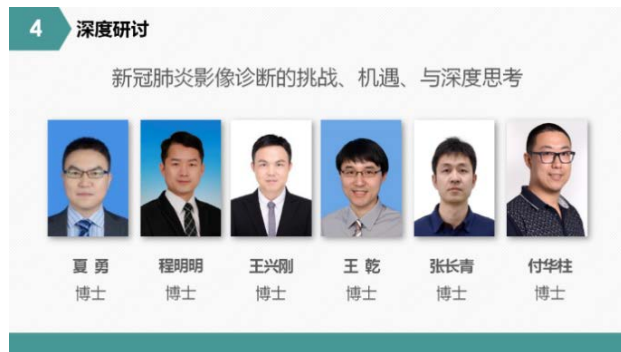 4 深度研讨
新冠肺炎影像诊断的挑战、机遇、与深度思考
夏 勇 程明明 王兴刚 王 乾 张长青 付华柱
博士 博士 博士 博士 博士 博士